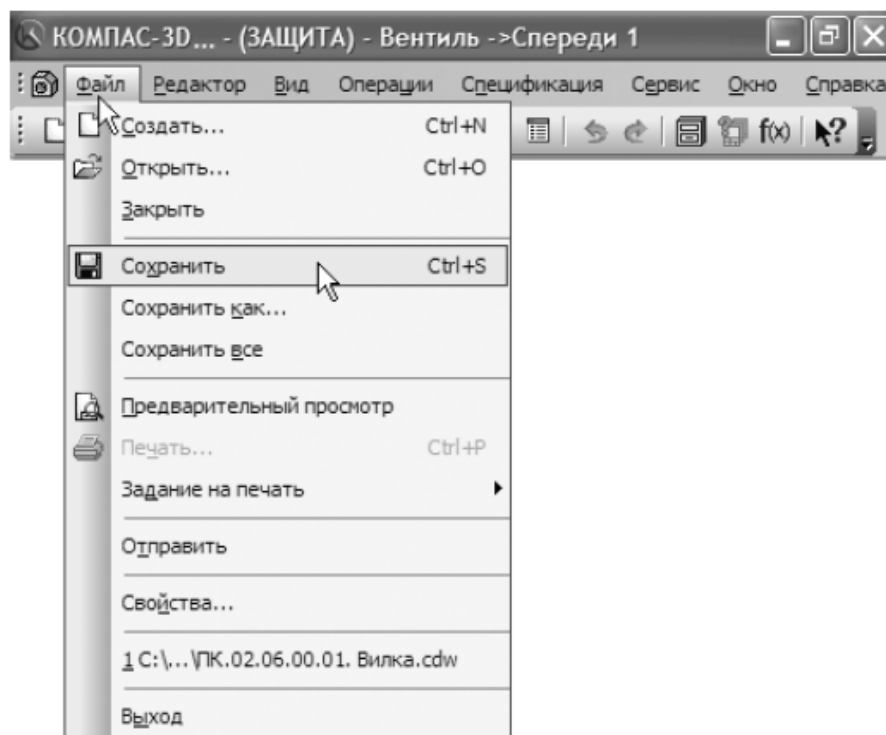 КОМПАС-3D... - (ЗАЩИТА) - Вентиль ->Спереди 1
Файл Редактор Вид Операции Спецификация Сервис Окно Справка
f(x) ?
Создать... Ctrl+N
Открыть... Ctrl+O
Закрыть
Сохранить Ctrl+S
Сохранить как...
Сохранить все
Предварительный просмотр
Печать... Ctrl+P
Задание на печать
Отправить
Свойства...
1 C:\...\ПК.02.06.00.01. Вилка.cdw
Выход